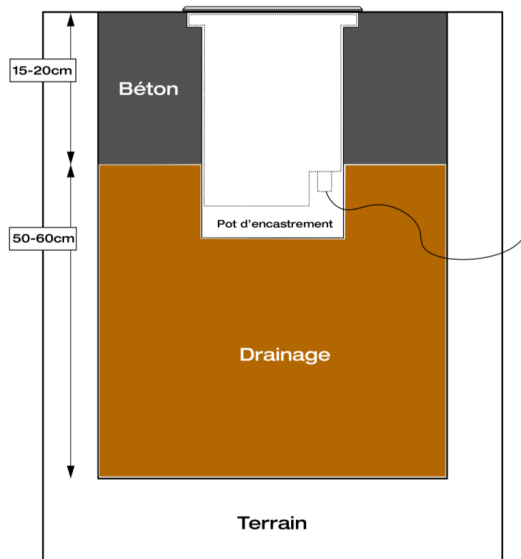 15-20cm
Béton
50-60cm
Pot d'encastrement
Drainage
Terrain